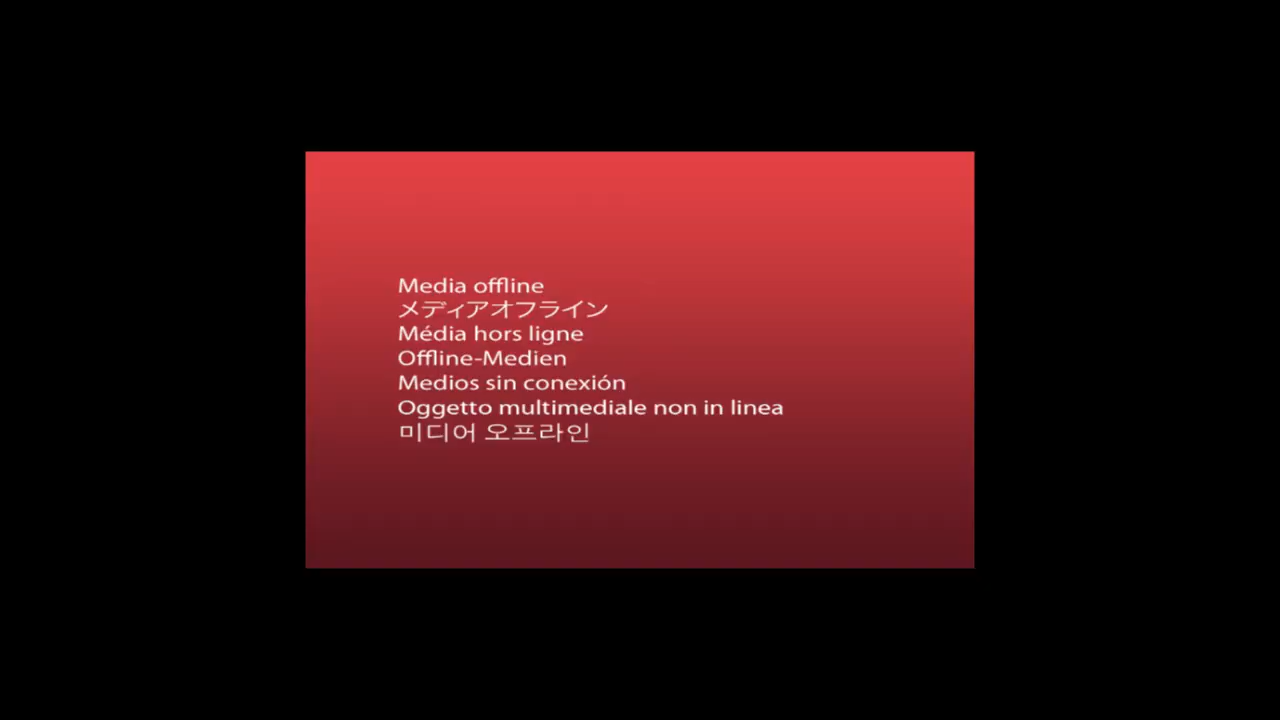 Media offline
メディアオフライン
Média hors ligne
Offline-Medien
Medios sin conexión
Oggetto multimediale non in linea
미디어 오프라인